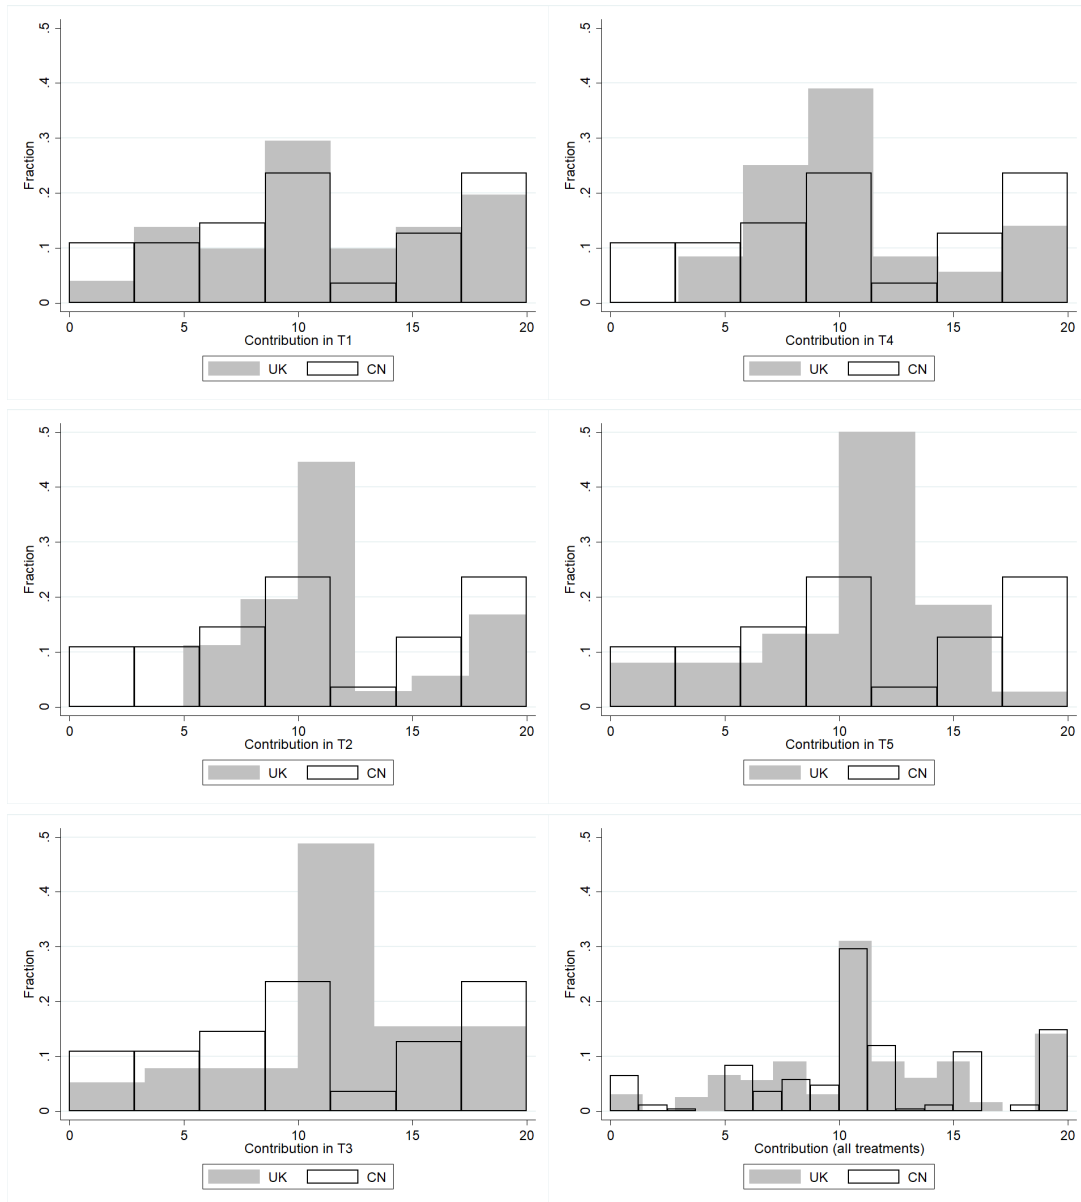 .5
.4
.3
.2
.1
0
Fraction
0 5 10 15 20
Contribution in T1
UK CN
.5
.4
.3
.2
.1
0
Fraction
0 5 10 15 20
Contribution in T4
UK CN
.5
.4
.3
.2
.1
0
Fraction
0 5 10 15 20
Contribution in T2
UK CN
.5
.4
.3
.2
.1
0
Fraction
0 5 10 15 20
Contribution in T5
UK CN
.5
.4
.3
.2
.1
0
Fraction
0 5 10 15 20
Contribution in T3
UK CN
.5
.4
.3
.2
.1
0
Fraction
0 5 10 15 20
Contribution (all treatments)
UK CN